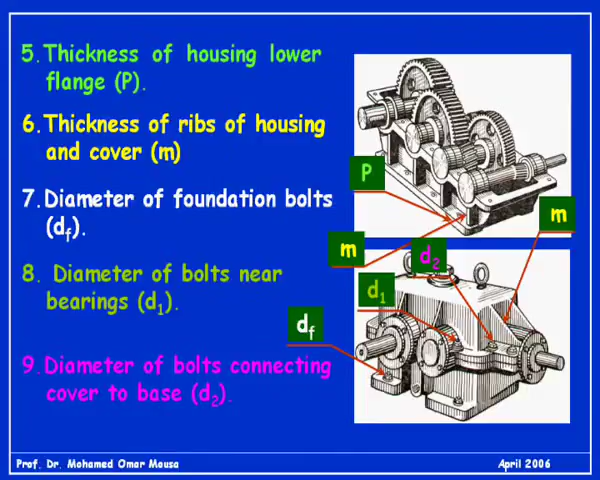 5. Thickness of housing lower
flange (P).
6. Thickness of ribs of housing
and cover (m)
7. Diameter of foundation bolts
(df).
8. Diameter of bolts near
bearings (d1).
9. Diameter of bolts connecting
cover to base (d2).
P
m
m
d2
d1
df
Prof. Dr. Mohamed Omar Mousa
April 2006